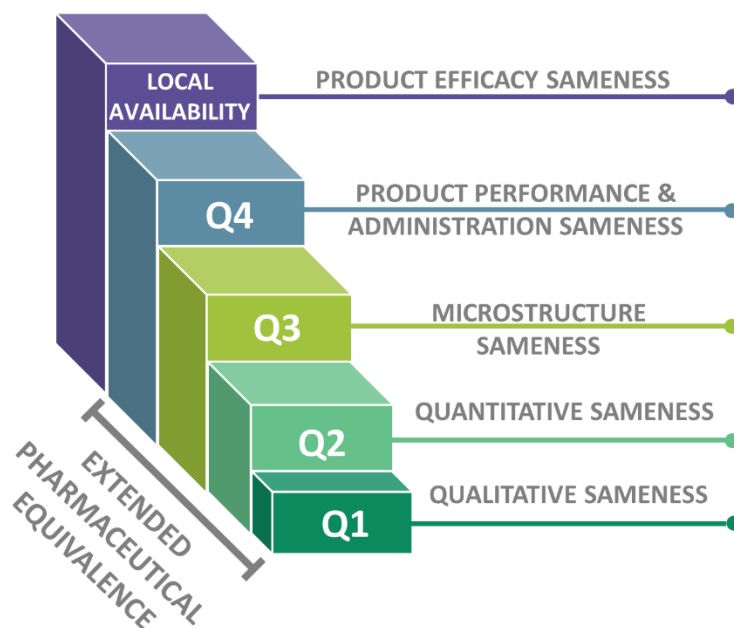 LOCAL
AVAILABILITY
PRODUCT EFFICACY SAMENESS
Q4
PRODUCT PERFORMANCE &
ADMINISTRATION SAMENESS
Q3
MICROSTRUCTURE
SAMENESS
Q2
QUANTITATIVE SAMENESS
Q1
QUALITATIVE SAMENESS
EXTENDED
PHARMACEUTICAL
EQUIVALENCE